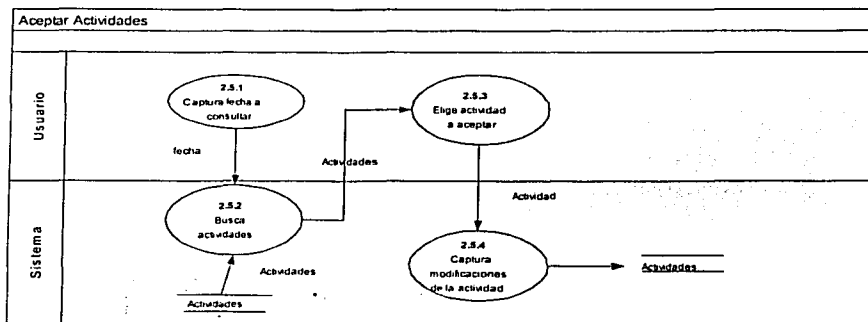 Aceptar Actividades
Usuario
2.5.1
Captura fecha a
consultar
fecha
Actividades
2.5.3
Elige actividad
a aceptar
Actividad
Sistema
2.5.2
Busca
actividades
Actividades
Actividades
2.5.4
Captura
modificaciones
de la actividad
Actividades